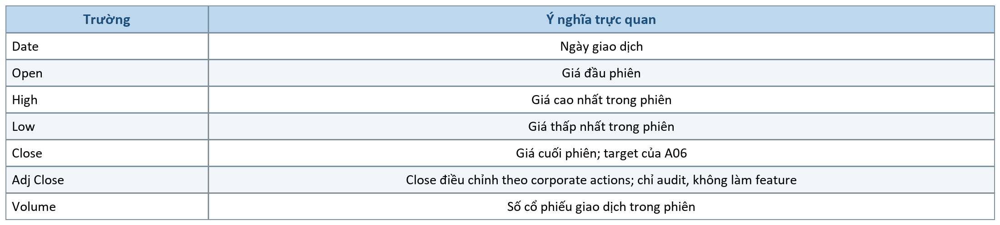 Trường Ý nghĩa trực quan
Date Ngày giao dịch
Open Giá đầu phiên
High Giá cao nhất trong phiên
Low Giá thấp nhất trong phiên
Close Giá cuối phiên; target của A06
Adj Close Close điều chỉnh theo corporate actions; chỉ audit, không làm feature
Volume Số cổ phiếu giao dịch trong phiên